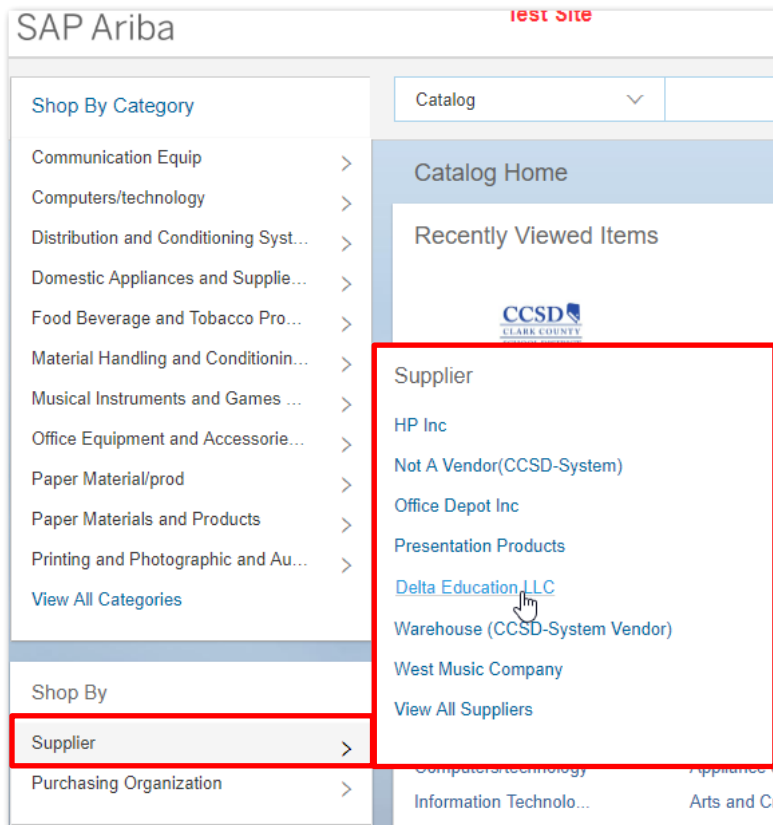 SAP Ariba
Test Site
Shop By Category
Communication Equip
Computers/technology
Distribution and Conditioning Syst...
Domestic Appliances and Supplie...
Food Beverage and Tobacco Pro...
Material Handling and Conditionin...
Musical Instruments and Games ...
Office Equipment and Accessorie...
Paper Material/prod
Paper Materials and Products
Printing and Photographic and Au...
View All Categories
Shop By
Supplier
Purchasing Organization
Catalog
Catalog Home
Recently Viewed Items
CCSD
CLARK COUNTY
SCHOOL DISTRICT
Supplier
HP Inc
Not A Vendor(CCSD-System)
Office Depot Inc
Presentation Products
Delta Education LLC
Warehouse (CCSD-System Vendor)
West Music Company
View All Suppliers
Computers/technology
Information Technolo...
Arts and C